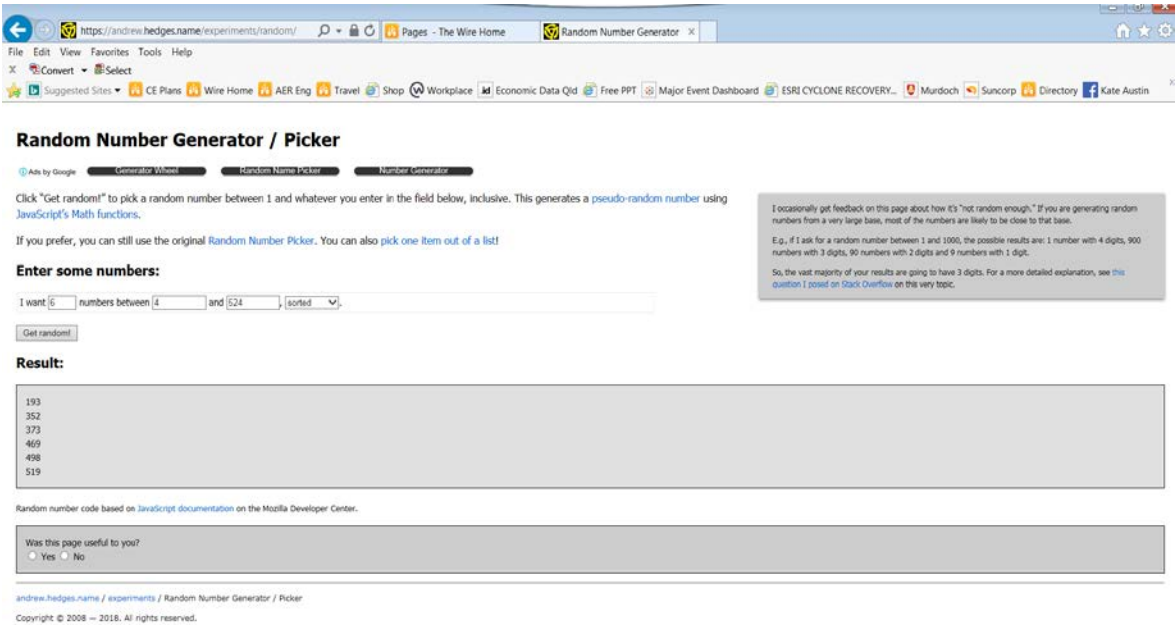 https://andrew.hedges.name/experiments/random/
Pages - The Wire Home
Random Number Generator
File Edit View Favorites Tools Help
x Convert Select
Suggested Sites CE Plans Wire Home AER Eng Travel Shop Workplace Economic Data Qld Free PPT Major Event Dashboard ESRI CYCLONE RECOVERY... Murdoch Suncorp Directory Kate Austin
Random Number Generator / Picker
Ads by Google Generator Wheel Random Name Picker Number Generator
Click "Get random!" to pick a random number between 1 and whatever you enter in the field below, inclusive. This generates a pseudo-random number using
JavaScript's Math functions.
If you prefer, you can still use the original Random Number Picker. You can also pick one item out of a list!
I occasionally get feedback on this page about how it's "not random enough." If you are generating random
numbers from a very large base, most of the numbers are likely to be close to that base.
E.g., if I ask for a random number between 1 and 1000, the possible results are: 1 number with 4 digits, 900
numbers with 3 digits, 90 numbers with 2 digits and 9 numbers with 1 digit.
So, the vast majority of your results are going to have 3 digits. For a more detailed explanation, see this
question I posed on Stack Overflow on this very topic.
Enter some numbers:
I want 6 numbers between 4 and 524 , sorted .
Get random!
Result:
193
352
373
469
498
519
Random number code based on JavaScript documentation on the Mozilla Developer Center.
Was this page useful to you?
Yes No
andrew.hedges.name / experiments / Random Number Generator / Picker
Copyright © 2008 — 2018. All rights reserved.